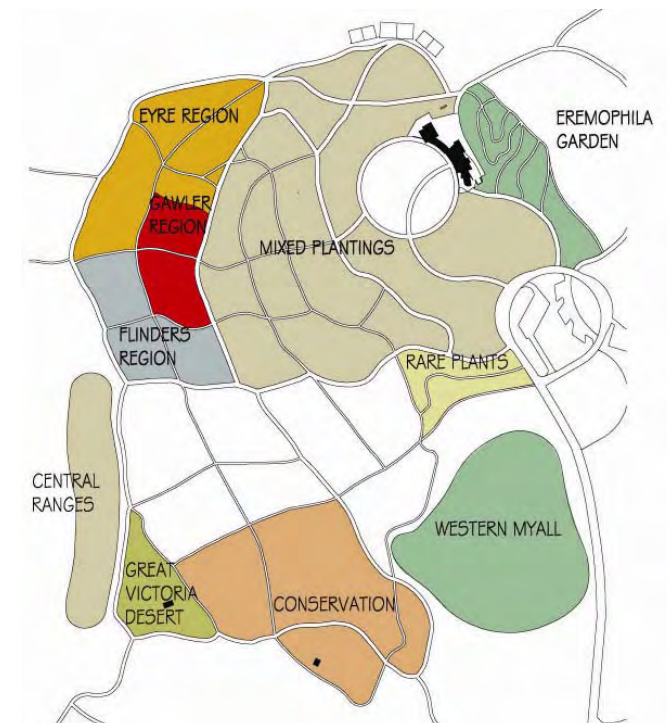 EYRE REGION
EREMOPHILA
GARDEN
GAWLER
REGION
MIXED PLANTINGS
FLINDERS
REGION
RARE PLANTS
CENTRAL
RANGES
WESTERN MYALL
GREAT
VICTORIA
DESERT
CONSERVATION